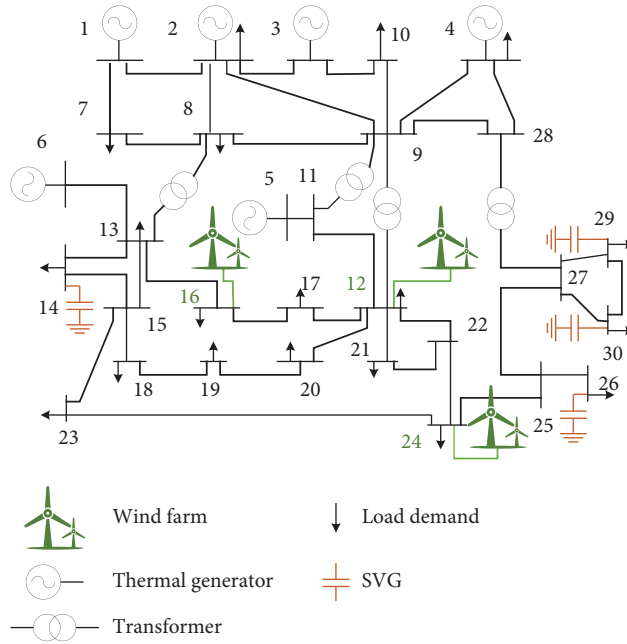 1 2 3 10 4
7 8 9 28
6 5 11
13 29
16 17 12 27
14 15 22 30
18 19 20 21 26
23 24 25
Wind farm Load demand
Thermal generator SVG
Transformer